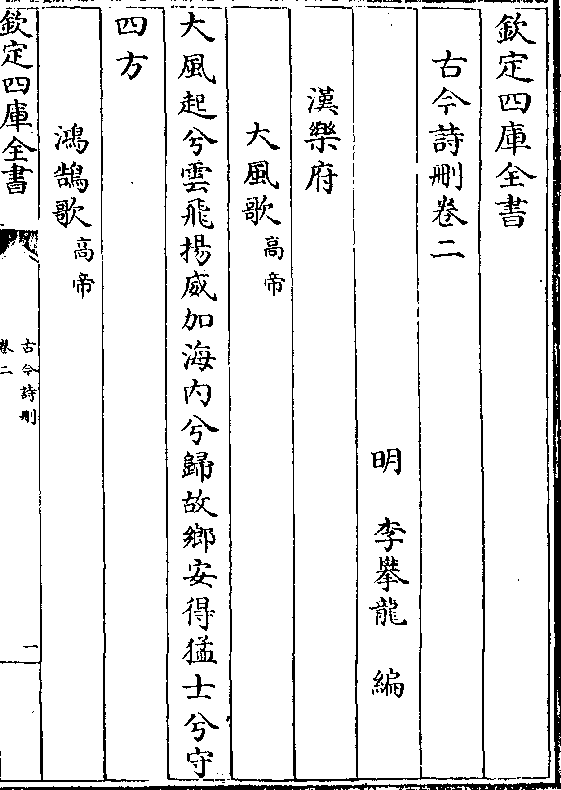 欽定四庫全書
古今詩刪卷二
明 李攀龍 編
漢樂府
大風歌 高帝
大風起兮雲飛揚威加海内兮歸故鄉安得猛士兮守
四方
鴻鵠歌 高帝
欽定四庫全書
古今詩刪
卷二
一